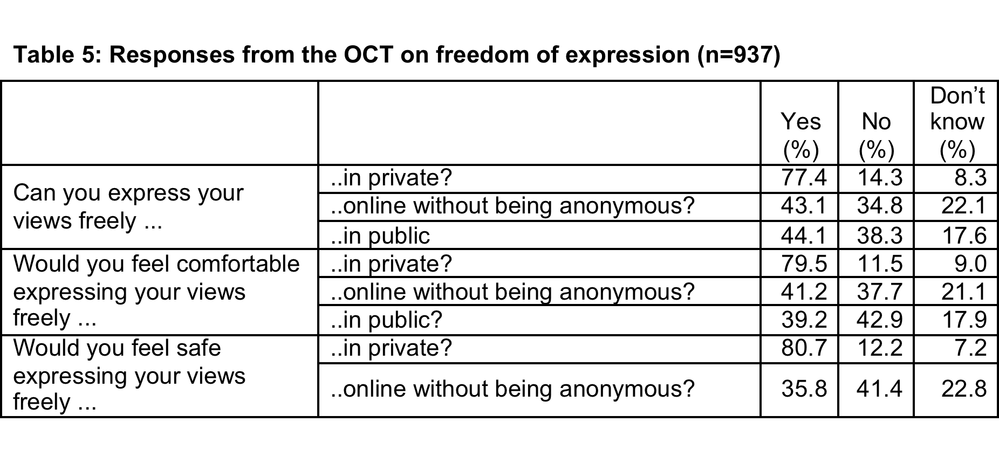 Table 5: Responses from the OCT on freedom of expression (n=937)
Yes (%) No (%) Don’t know (%)
Can you express your views freely ...
..in private? 77.4 14.3 8.3
..online without being anonymous? 43.1 34.8 22.1
..in public 44.1 38.3 17.6
Would you feel comfortable expressing your views freely ...
..in private? 79.5 11.5 9.0
..online without being anonymous? 41.2 37.7 21.1
..in public? 39.2 42.9 17.9
Would you feel safe expressing your views freely ...
..in private? 80.7 12.2 7.2
..online without being anonymous? 35.8 41.4 22.8